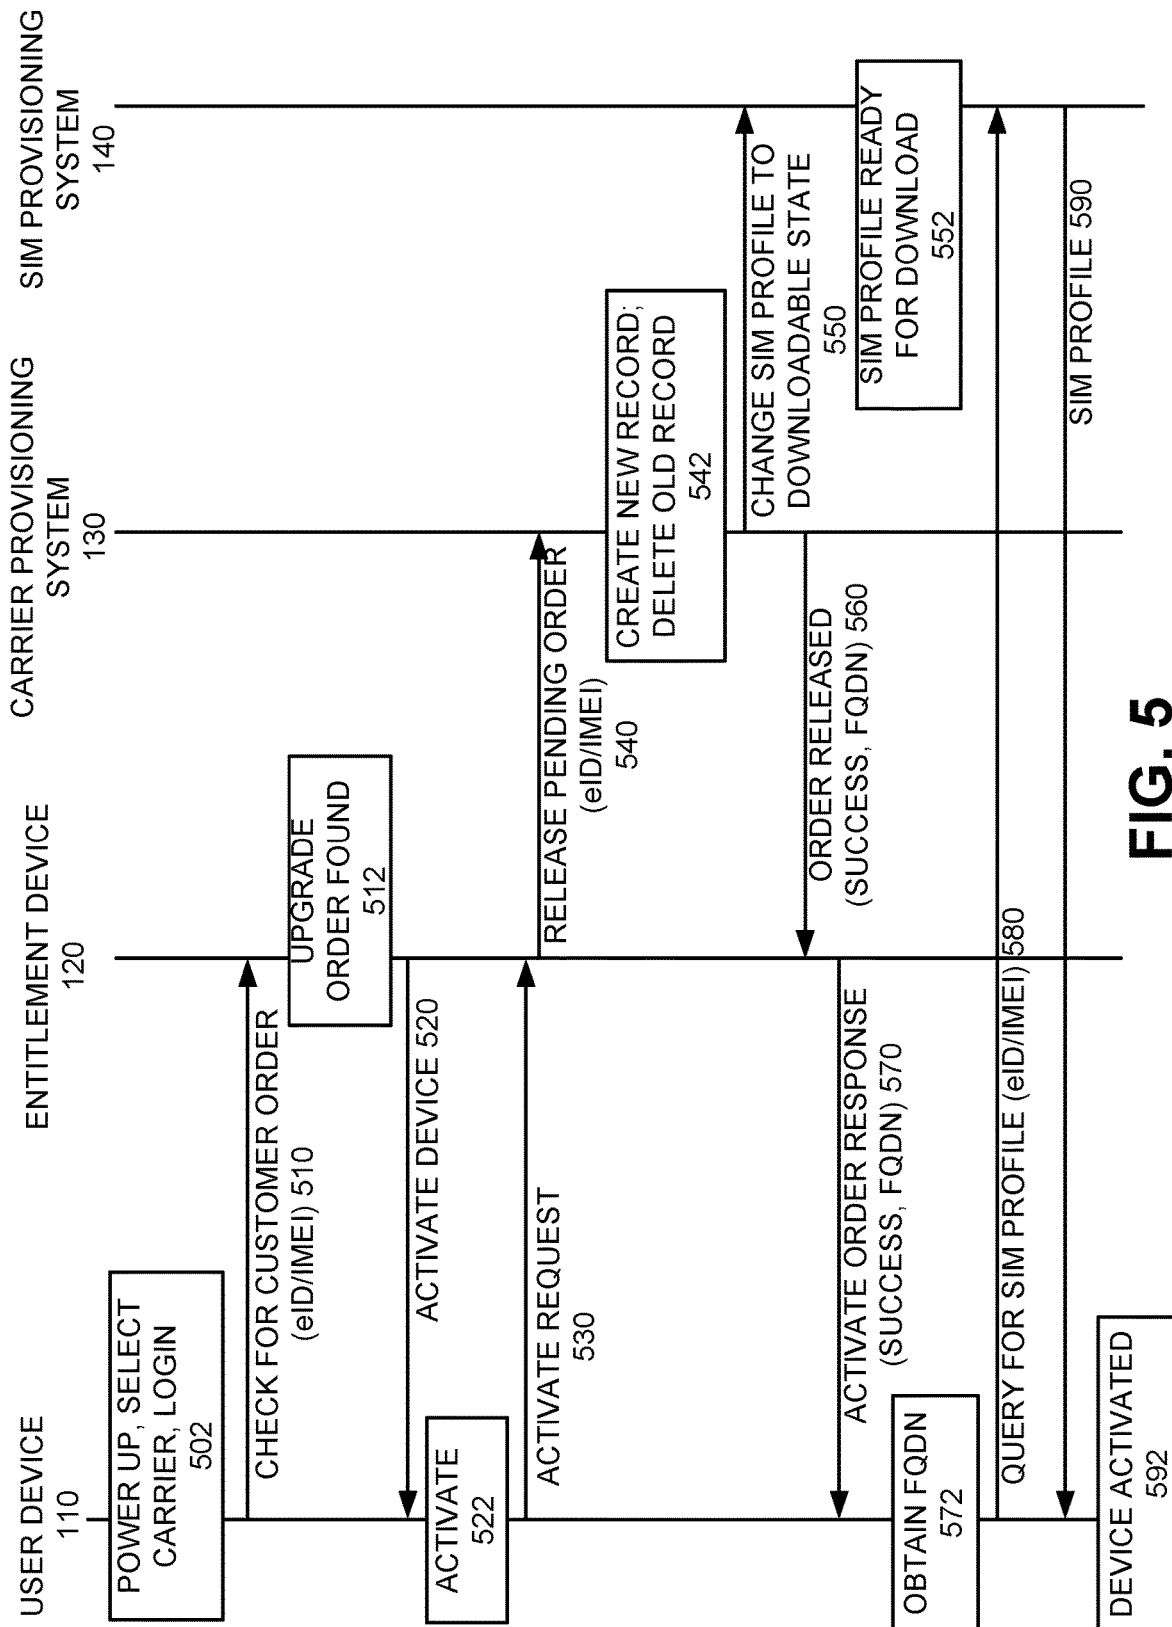 USER DEVICE
110
ENTITLEMENT DEVICE
120
CARRIER PROVISIONING
SYSTEM
130
SIM PROVISIONING
SYSTEM
140
POWER UP, SELECT
CARRIER, LOGIN
502
CHECK FOR CUSTOMER ORDER
(eID/IMEI) 510
UPGRADE
ORDER FOUND
512
ACTIVATE DEVICE 520
ACTIVATE
522
ACTIVATE REQUEST
530
RELEASE PENDING ORDER
(eID/IMEI)
540
CREATE NEW RECORD;
DELETE OLD RECORD
542
CHANGE SIM PROFILE TO
DOWNLOADABLE STATE
550
SIM PROFILE READY
FOR DOWNLOAD
552
ORDER RELEASED
(SUCCESS, FQDN) 560
ACTIVATE ORDER RESPONSE
(SUCCESS, FQDN) 570
OBTAIN FQDN
572
QUERY FOR SIM PROFILE (eID/IMEI) 580
SIM PROFILE 590
DEVICE ACTIVATED
592
FIG. 5